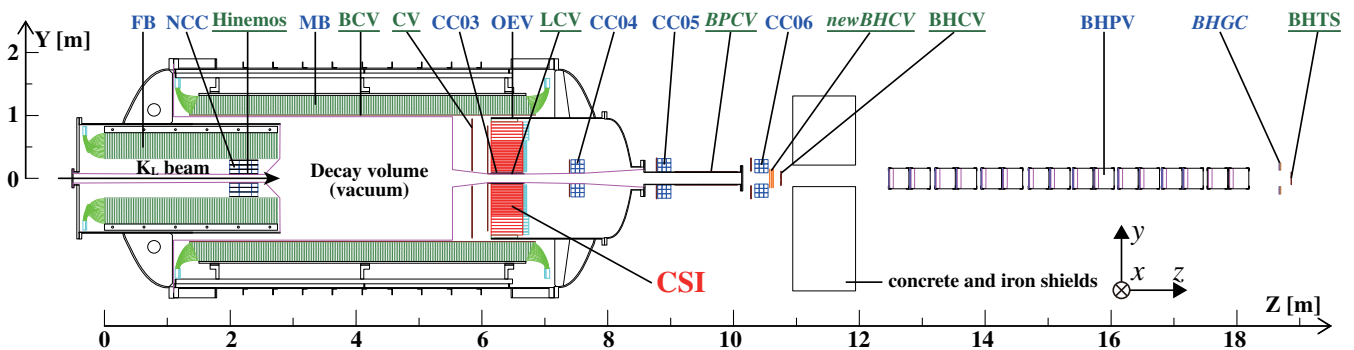 Y [m] FB NCC Hinemos MB BCV CV CC03 OEV LCV CC04 CC05 BPCV CC06 newBHCV BHCV BHPV BHGC BHTS
2
1
0
K_L beam
Decay volume
(vacuum)
CSI
concrete and iron shields
y
x
z
Z [m]
0 2 4 6 8 10 12 14 16 18